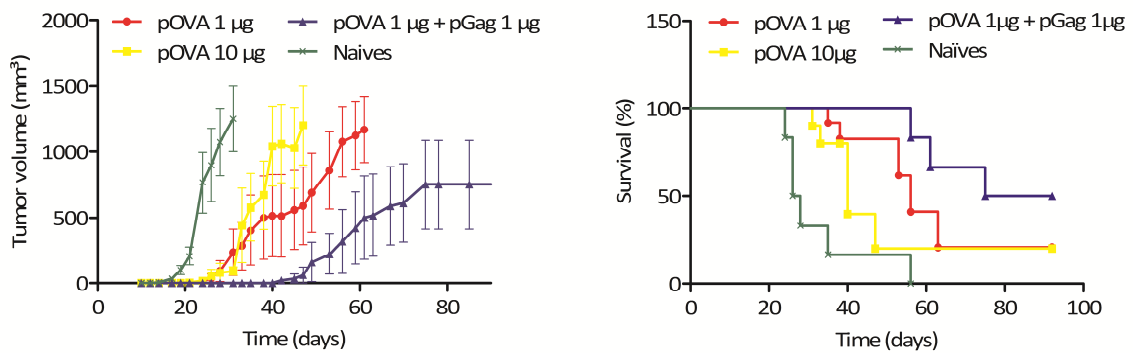 pOVA 1 µg
pOVA 1 µg + pGag 1 µg
pOVA 10 µg
Naives
Tumor volume (mm³)
2000
1500
1000
500
0
0
20
40
60
80
Time (days)
pOVA 1 µg
pOVA 1µg + pGag 1µg
pOVA 10µg
Naïves
Survival (%)
150
100
50
0
0
20
40
60
80
100
Time (days)